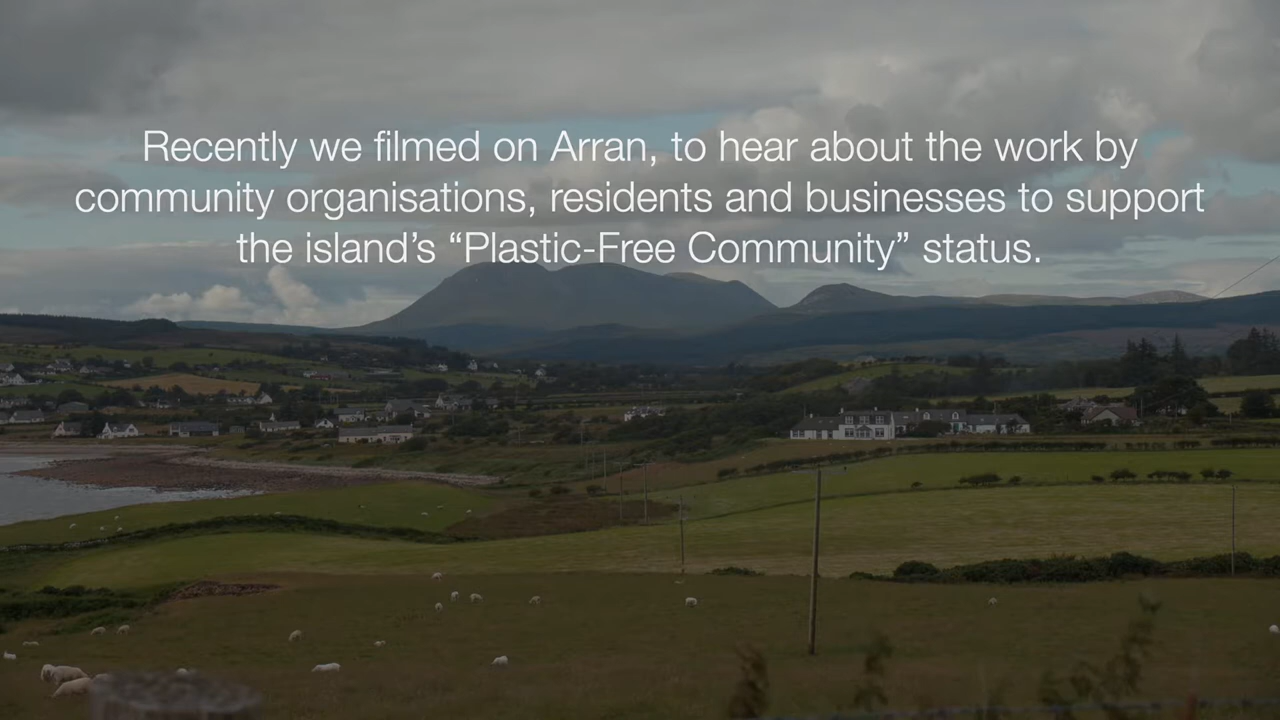 Recently we filmed on Arran, to hear about the work by
community organisations, residents and businesses to support
the island’s “Plastic-Free Community” status.